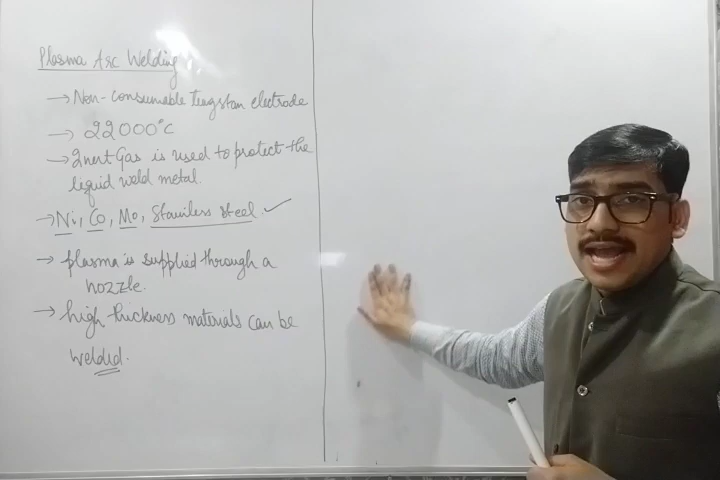 Plasma Arc Welding
→ Non-consumable Tungstan electrode
→ 22000°C
→ Inert Gas is used to protect the
liquid weld metal.
→ Ni, Co, Mo, Stainless steel. ✓
→ plasma is supplied through a
nozzle.
→ high thickness materials can be
welded.